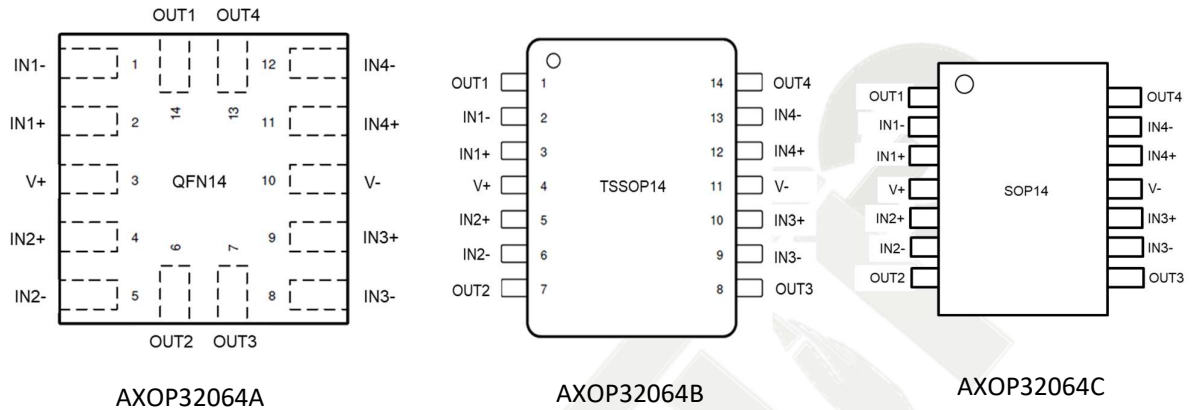 OUT1 OUT4
IN1- 1 12 IN4-
14 13
IN1+ 2 11 IN4+
V+ 3 QFN14 10 V-
IN2+ 4 9 IN3+
6 7
IN2- 5 8 IN3-
OUT2 OUT3
AXOP32064A
OUT1 1 14 OUT4
IN1- 2 13 IN4-
IN1+ 3 12 IN4+
V+ 4 TSSOP14 11 V-
IN2+ 5 10 IN3+
IN2- 6 9 IN3-
OUT2 7 8 OUT3
AXOP32064B
OUT1 OUT4
IN1- IN4-
IN1+ IN4+
V+ SOP14 V-
IN2+ IN3+
IN2- IN3-
OUT2 OUT3
AXOP32064C